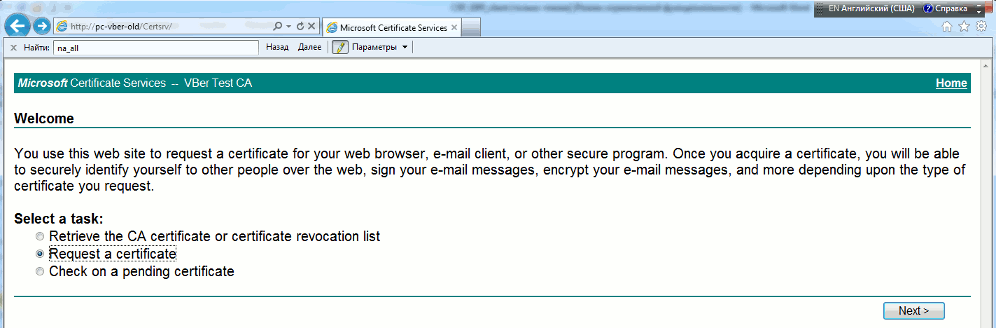 EN Английский (США) Справка
http://pc-vber-old/Certsrv/ Microsoft Certificate Services
Найти: na_all Назад Далее Параметры
Microsoft Certificate Services -- VBer Test CA Home
Welcome
You use this web site to request a certificate for your web browser, e-mail client, or other secure program. Once you acquire a certificate, you will be able
to securely identify yourself to other people over the web, sign your e-mail messages, encrypt your e-mail messages, and more depending upon the type of
certificate you request.
Select a task:
Retrieve the CA certificate or certificate revocation list
Request a certificate
Check on a pending certificate
Next >